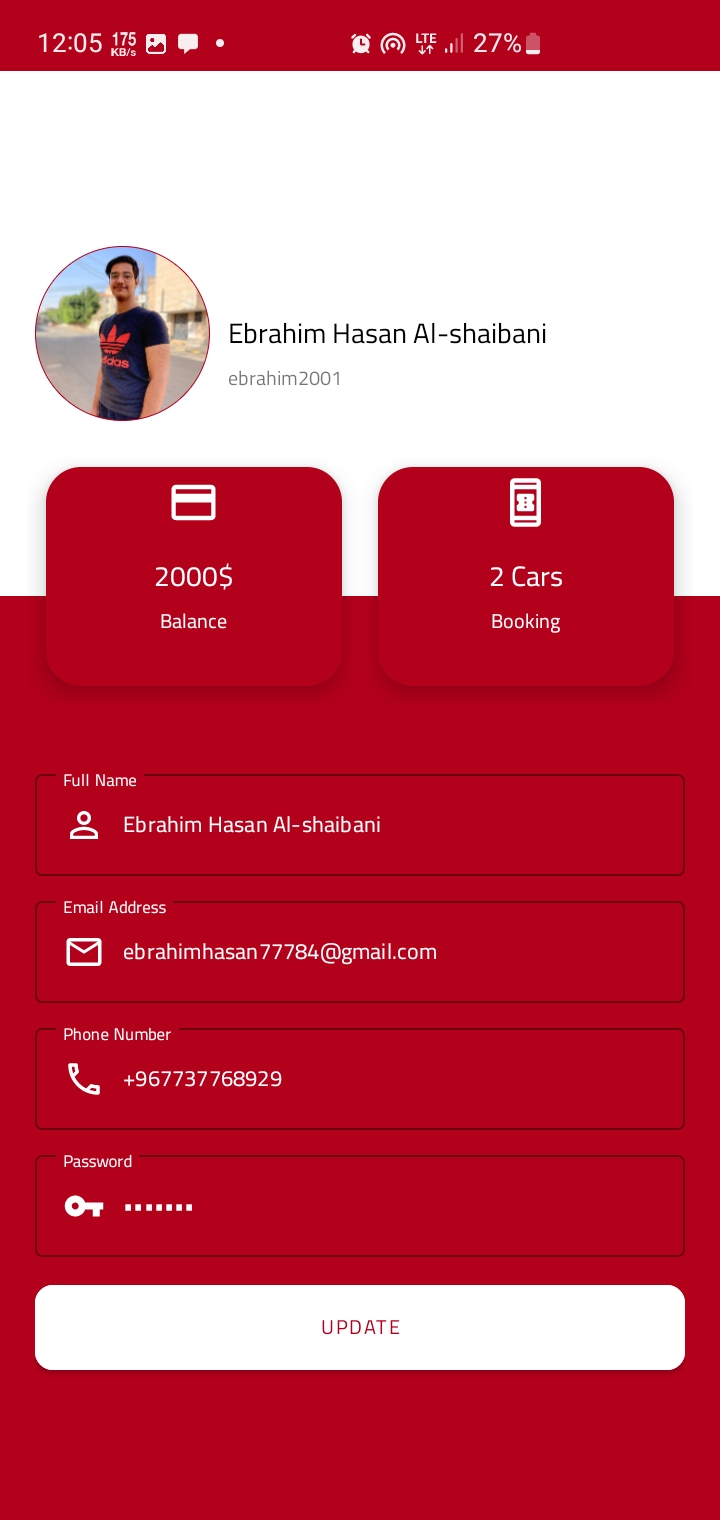 12:05 175 KB/s LTE 27%
adidas
Ebrahim Hasan Al-shaibani
ebrahim2001
2000$
Balance
2 Cars
Booking
Full Name
Ebrahim Hasan Al-shaibani
Email Address
ebrahimhasan77784@gmail.com
Phone Number
+967737768929
Password
•••••••
UPDATE